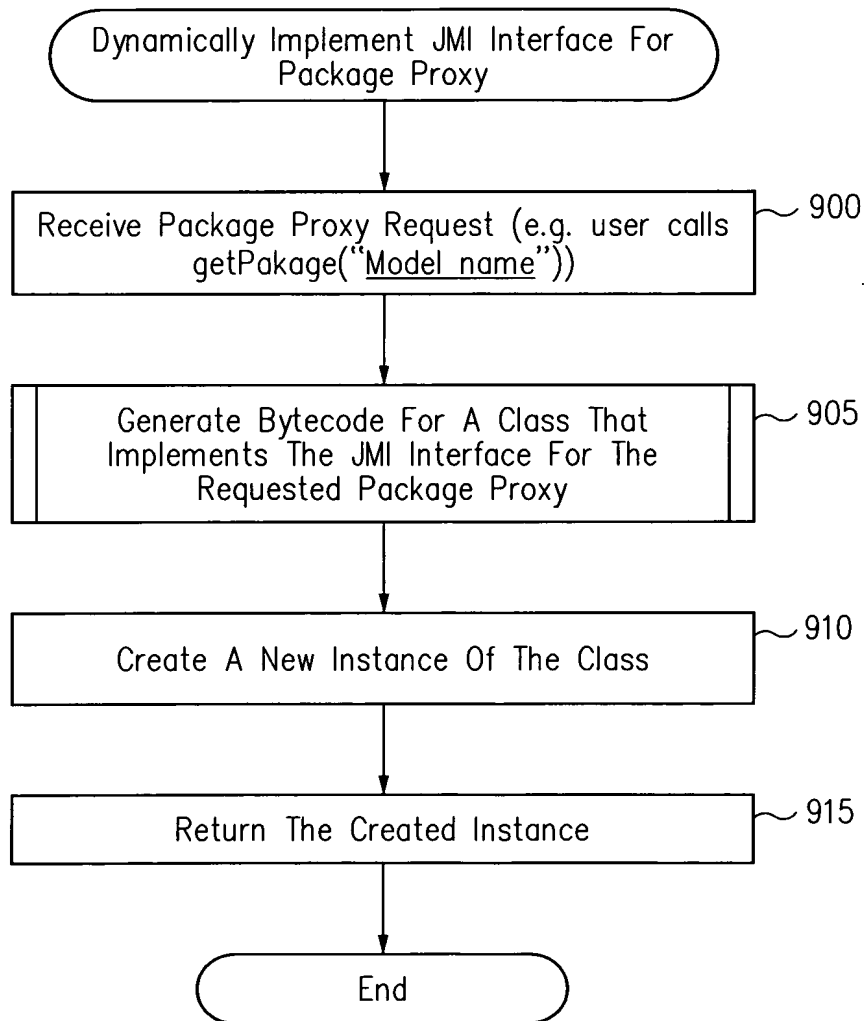 Dynamically Implement JMI Interface For
Package Proxy
Receive Package Proxy Request (e.g. user calls
getPakage("Model name"))
900
Generate Bytecode For A Class That
Implements The JMI Interface For The
Requested Package Proxy
905
Create A New Instance Of The Class
910
Return The Created Instance
915
End